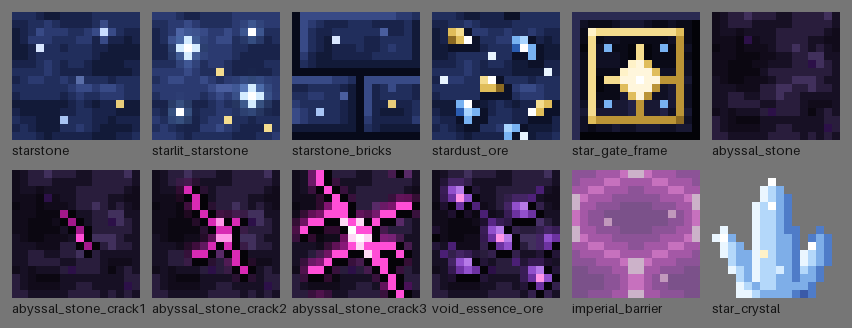 starstone
starlit_starstone
starstone_bricks
stardust_ore
star_gate_frame
abyssal_stone
abyssal_stone_crack1
abyssal_stone_crack2
abyssal_stone_crack3
void_essence_ore
imperial_barrier
star_crystal